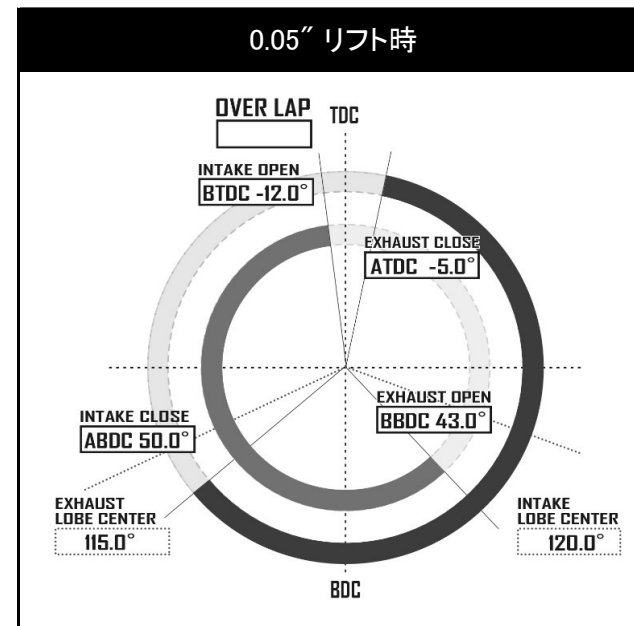 0.05″ リフト時
OVER LAP
TDC
INTAKE OPEN
BTDC -12.0°
EXHAUST CLOSE
ATDC -5.0°
EXHAUST OPEN
BBDC 43.0°
INTAKE CLOSE
ABDC 50.0°
EXHAUST
LOBE CENTER
115.0°
INTAKE
LOBE CENTER
120.0°
BDC